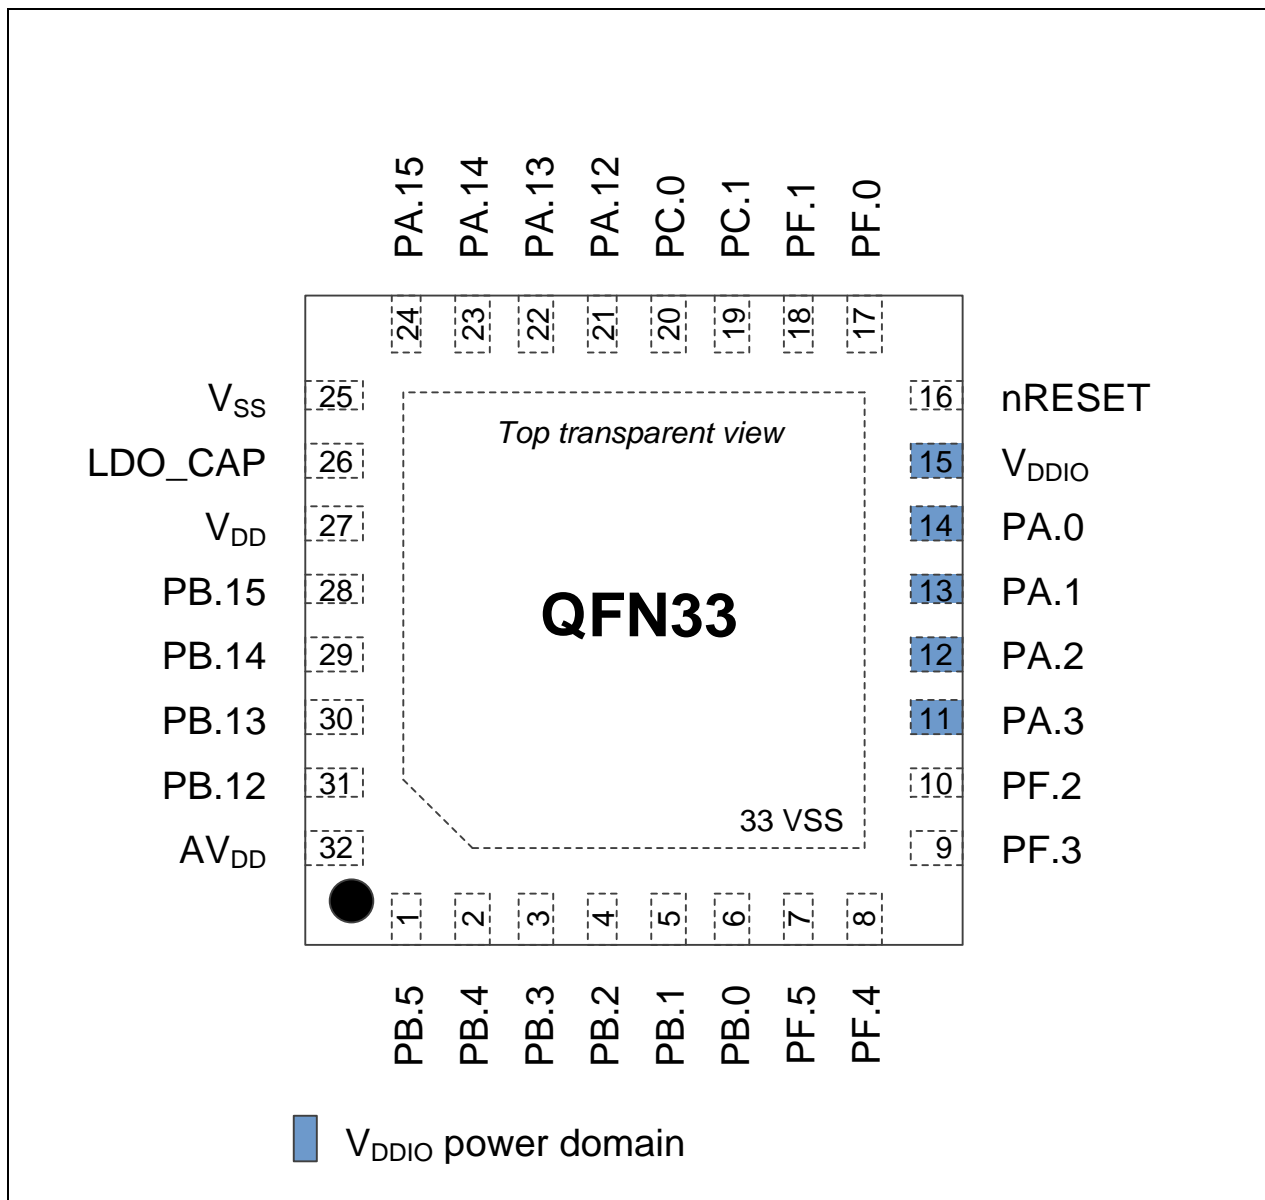 PA.15 PA.14 PA.13 PA.12 PC.0 PC.1 PF.1 PF.0
24 23 22 21 20 19 18 17
VSS 25 16 nRESET
Top transparent view
LDO_CAP 26 15 VDDIO
VDD 27 14 PA.0
PB.15 28 13 PA.1
QFN33
PB.14 29 12 PA.2
PB.13 30 11 PA.3
PB.12 31 10 PF.2
33 VSS
AVDD 32 9 PF.3
1 2 3 4 5 6 7 8
PB.5 PB.4 PB.3 PB.2 PB.1 PB.0 PF.5 PF.4
VDDIO power domain